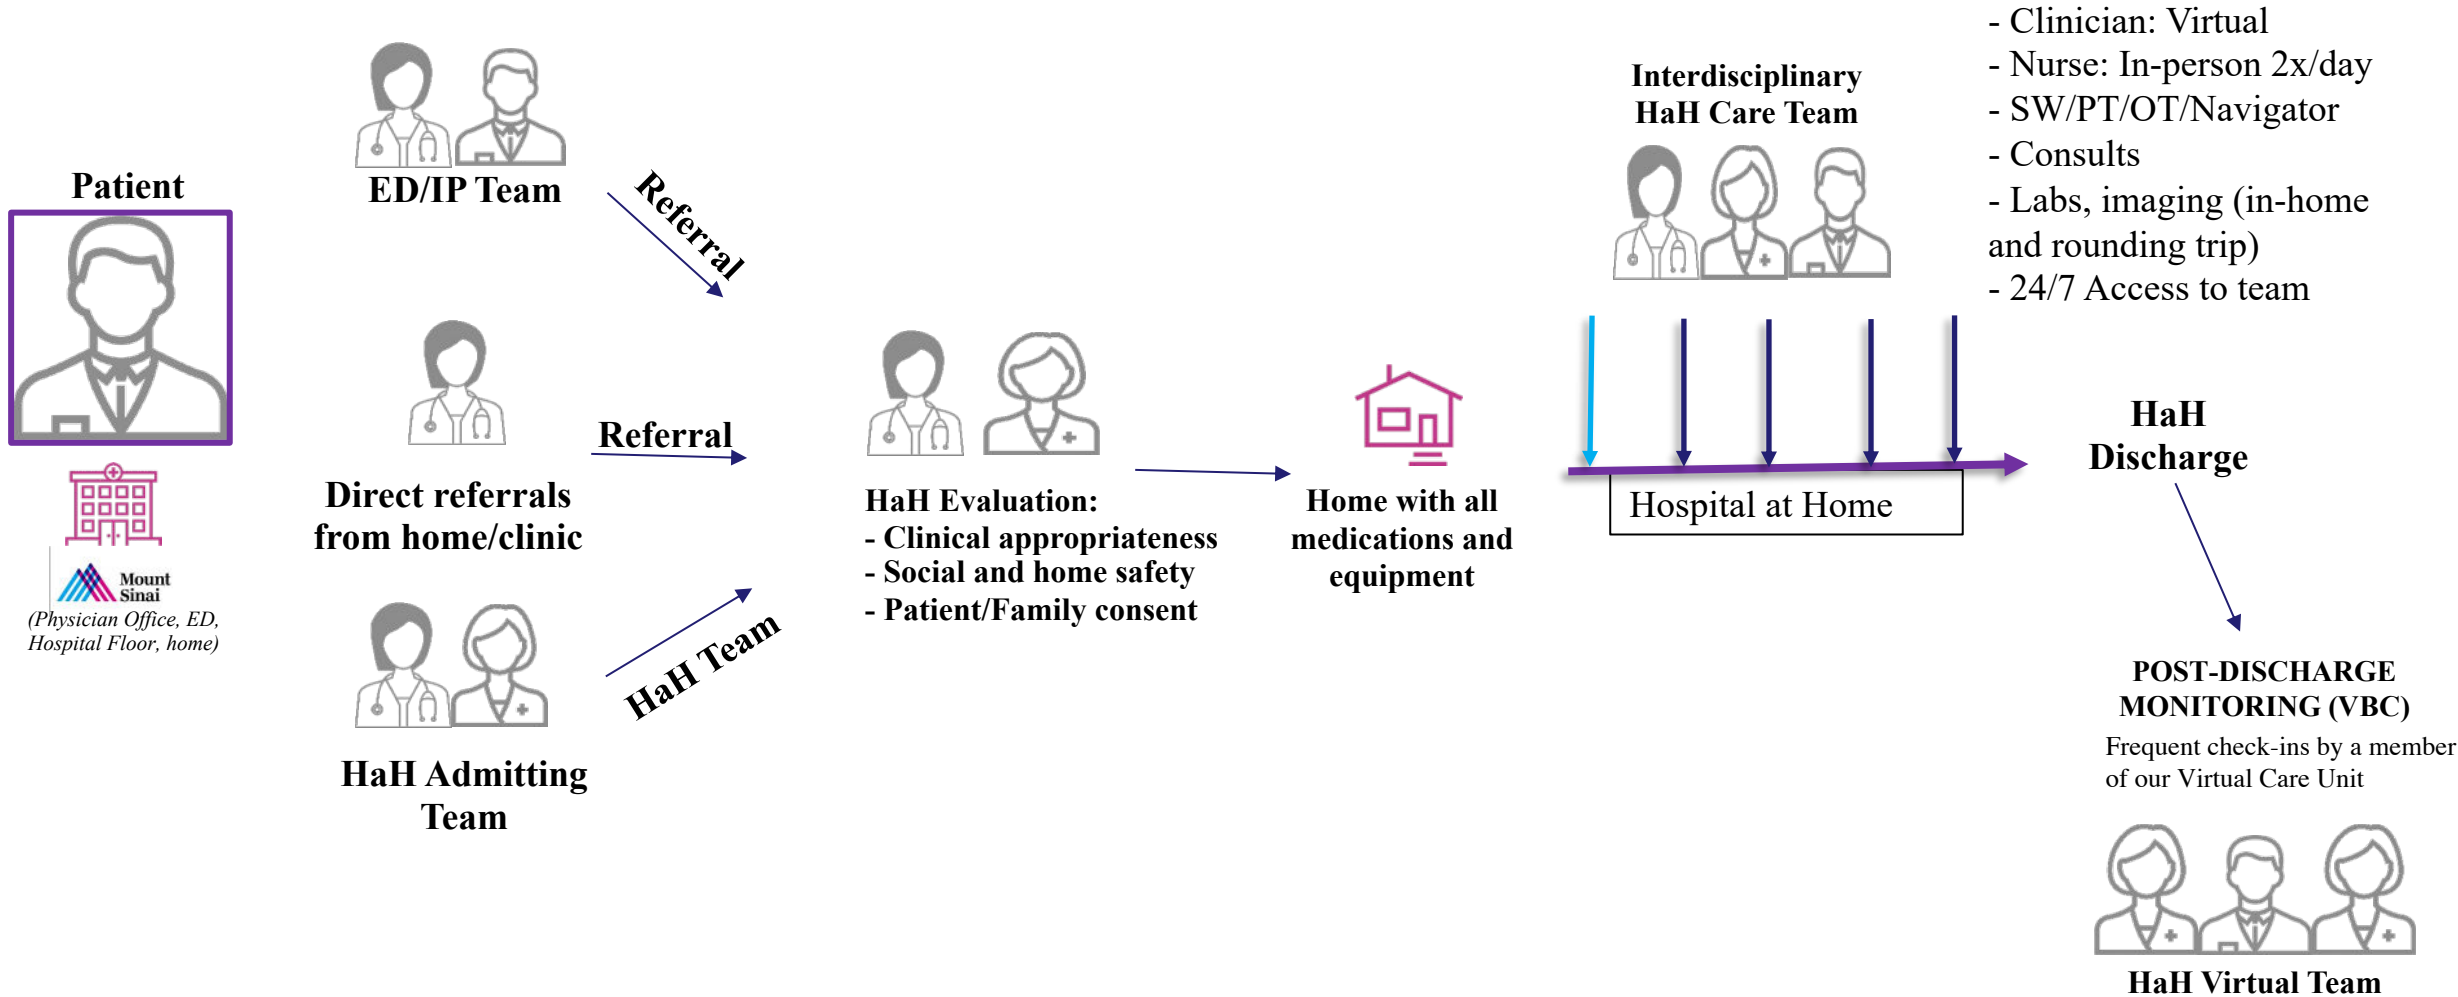 Patient
Mount
Sinai
(Physician Office, ED,
Hospital Floor, home)
ED/IP Team
Referral
Direct referrals
from home/clinic
Referral
HaH Admitting
Team
HaH Team
HaH Evaluation:
- Clinical appropriateness
- Social and home safety
- Patient/Family consent
Home with all
medications and
equipment
Interdisciplinary
HaH Care Team
- Clinician: Virtual
- Nurse: In-person 2x/day
- SW/PT/OT/Navigator
- Consults
- Labs, imaging (in-home
and rounding trip)
- 24/7 Access to team
Hospital at Home
HaH
Discharge
POST-DISCHARGE
MONITORING (VBC)
Frequent check-ins by a member
of our Virtual Care Unit
HaH Virtual Team